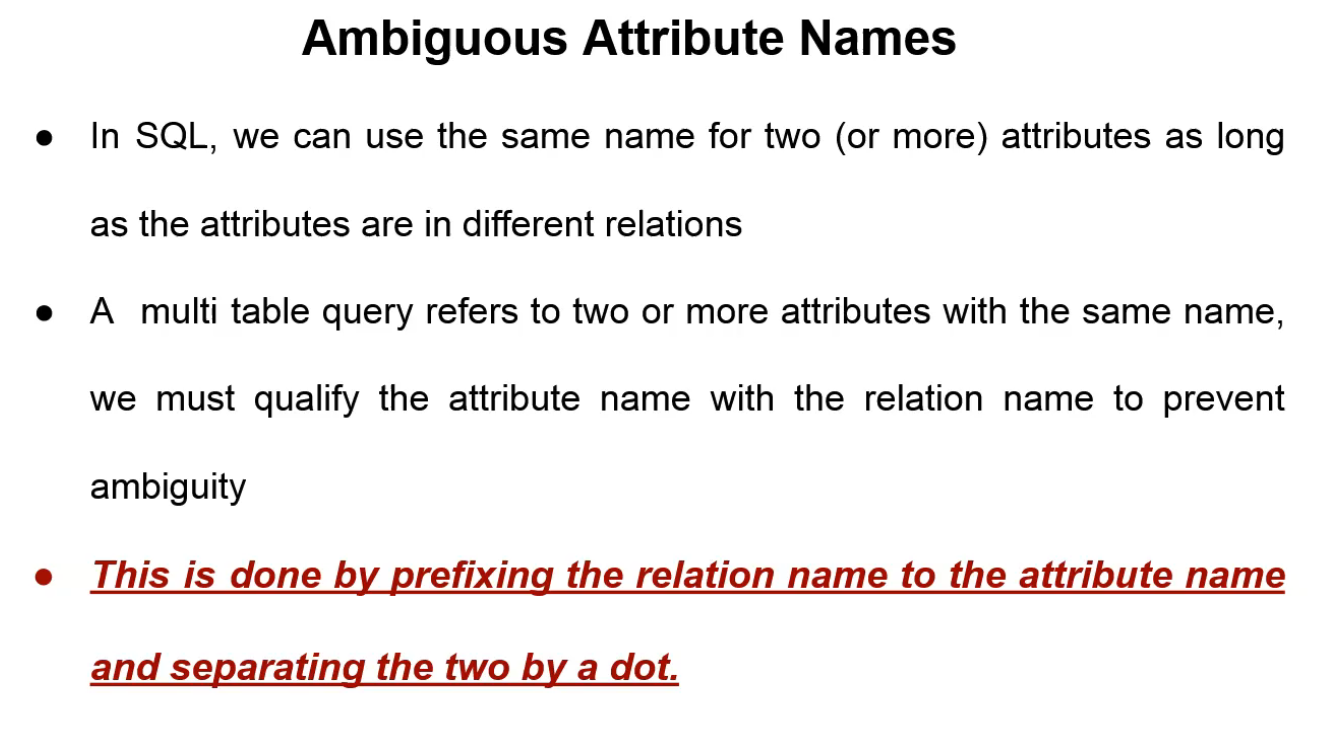 Ambiguous Attribute Names
● In SQL, we can use the same name for two (or more) attributes as long
as the attributes are in different relations
● A multi table query refers to two or more attributes with the same name,
we must qualify the attribute name with the relation name to prevent
ambiguity
● This is done by prefixing the relation name to the attribute name
and separating the two by a dot.